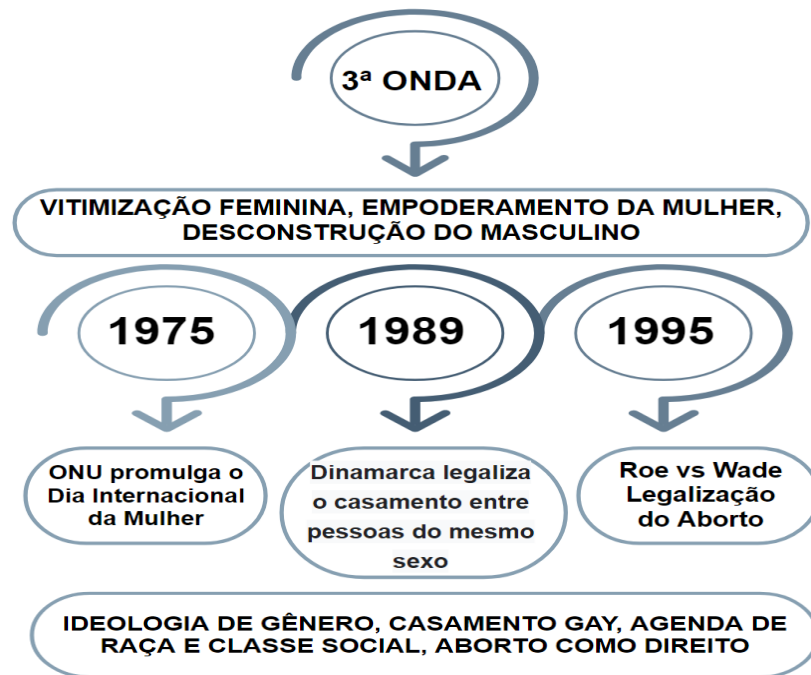 3ª ONDA
VITIMIZAÇÃO FEMININA, EMPODERAMENTO DA MULHER,
DESCONSTRUÇÃO DO MASCULINO
1975
1989
1995
ONU promulga o
Dia Internacional
da Mulher
Dinamarca legaliza
o casamento entre
pessoas do mesmo
sexo
Roe vs Wade
Legalização
do Aborto
IDEOLOGIA DE GÊNERO, CASAMENTO GAY, AGENDA DE
RAÇA E CLASSE SOCIAL, ABORTO COMO DIREITO